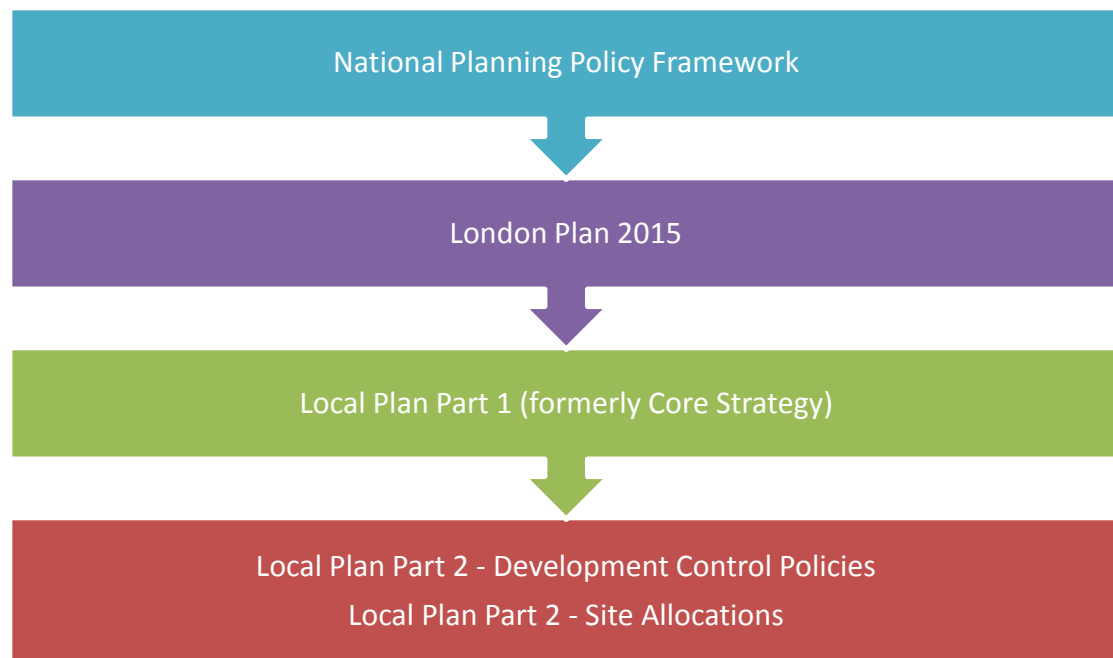 National Planning Policy Framework
London Plan 2015
Local Plan Part 1 (formerly Core Strategy)
Local Plan Part 2 - Development Control Policies
Local Plan Part 2 - Site Allocations